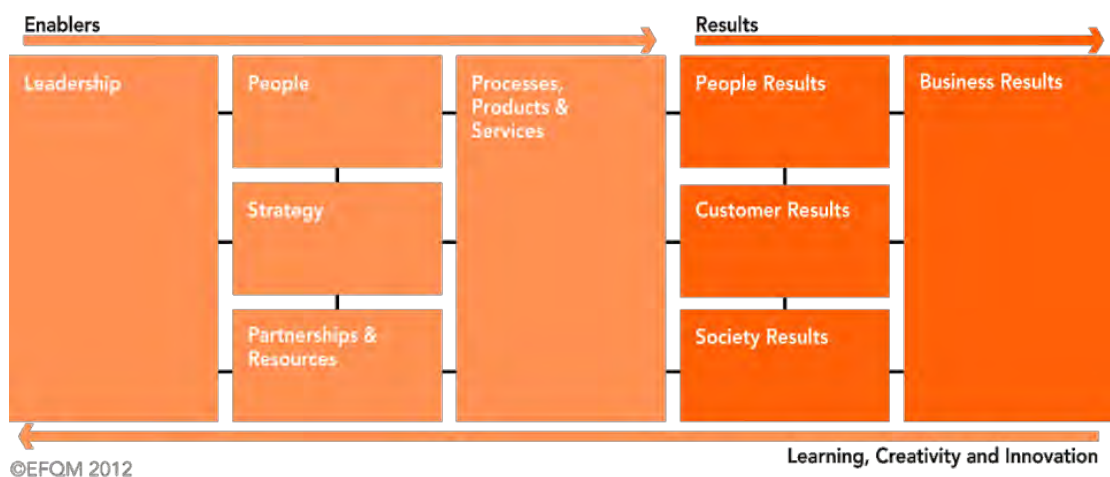 Enablers
Results
Leadership
People
Processes,
Products &
Services
People Results
Business Results
Strategy
Customer Results
Partnerships &
Resources
Society Results
Learning, Creativity and Innovation
©EFQM 2012